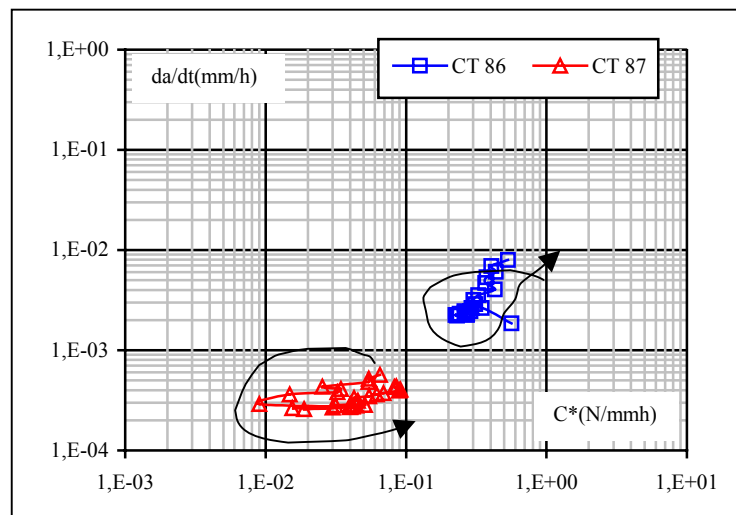 1,E+00
da/dt(mm/h)
CT 86
CT 87
1,E-01
1,E-02
1,E-03
C*(N/mmh)
1,E-04
1,E-03 1,E-02 1,E-01 1,E+00 1,E+01